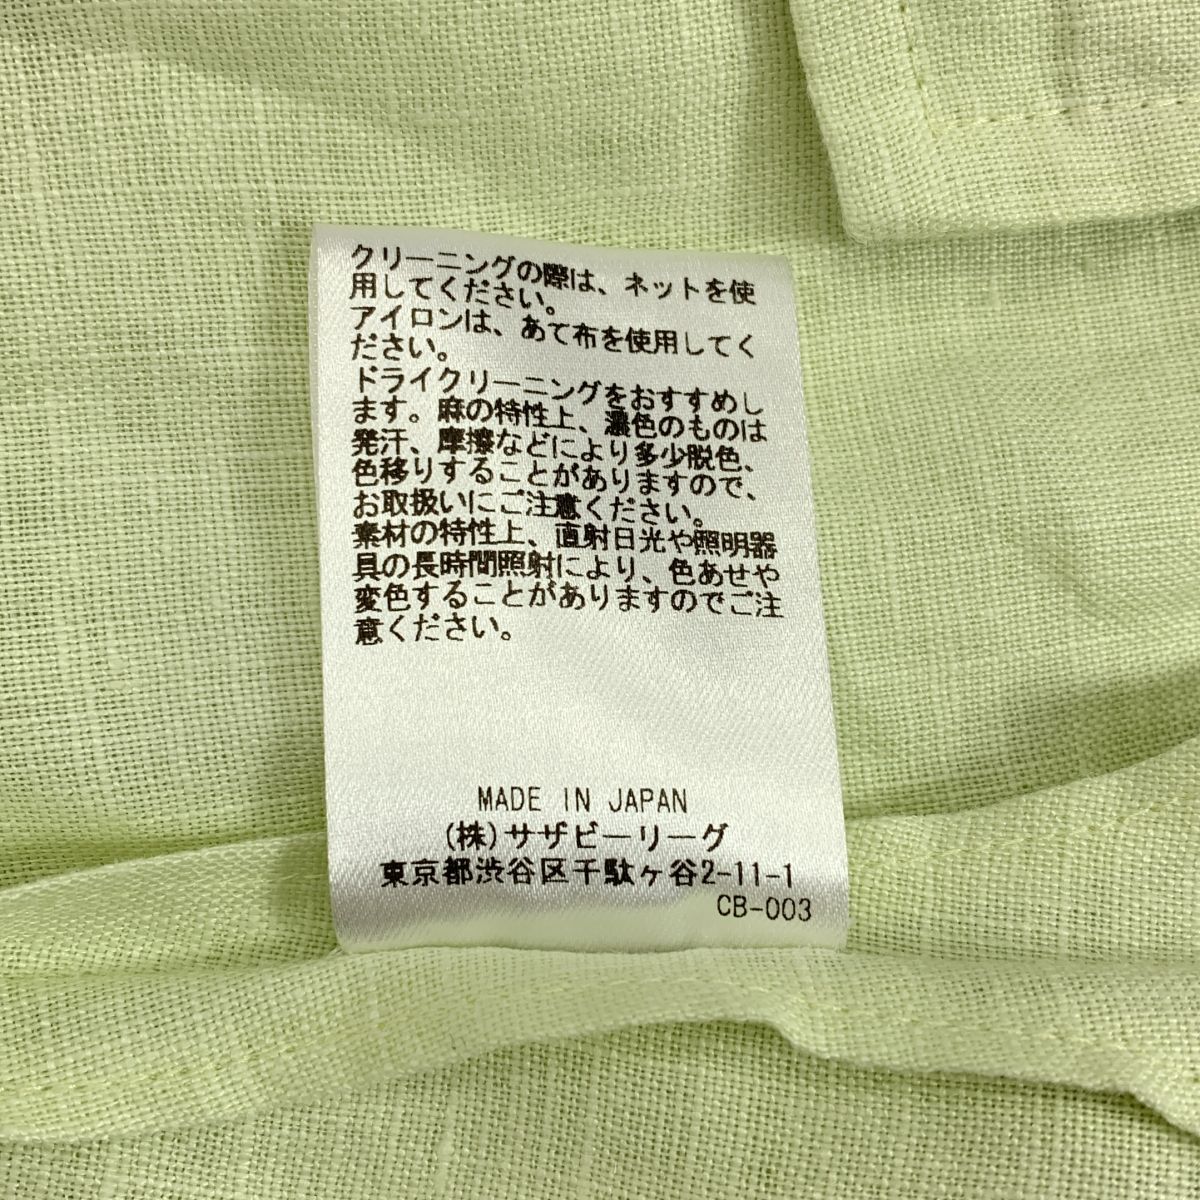 クリーニングの際は、ネットを使
用してください。
アイロンは、あて布を使用してく
ださい。
ドライクリーニングをおすすめし
ます。麻の特性上、濃色のものは
発汗、摩擦などにより多少脱色、
色移りすることがありますので、
お取扱いにご注意ください。
素材の特性上、直射日光や照明器
具の長時間照射により、色あせや
変色することがありますのでご注
意ください。
MADE IN JAPAN
(株)サザビーリーグ
東京都渋谷区千駄ヶ谷2-11-1
CB-003